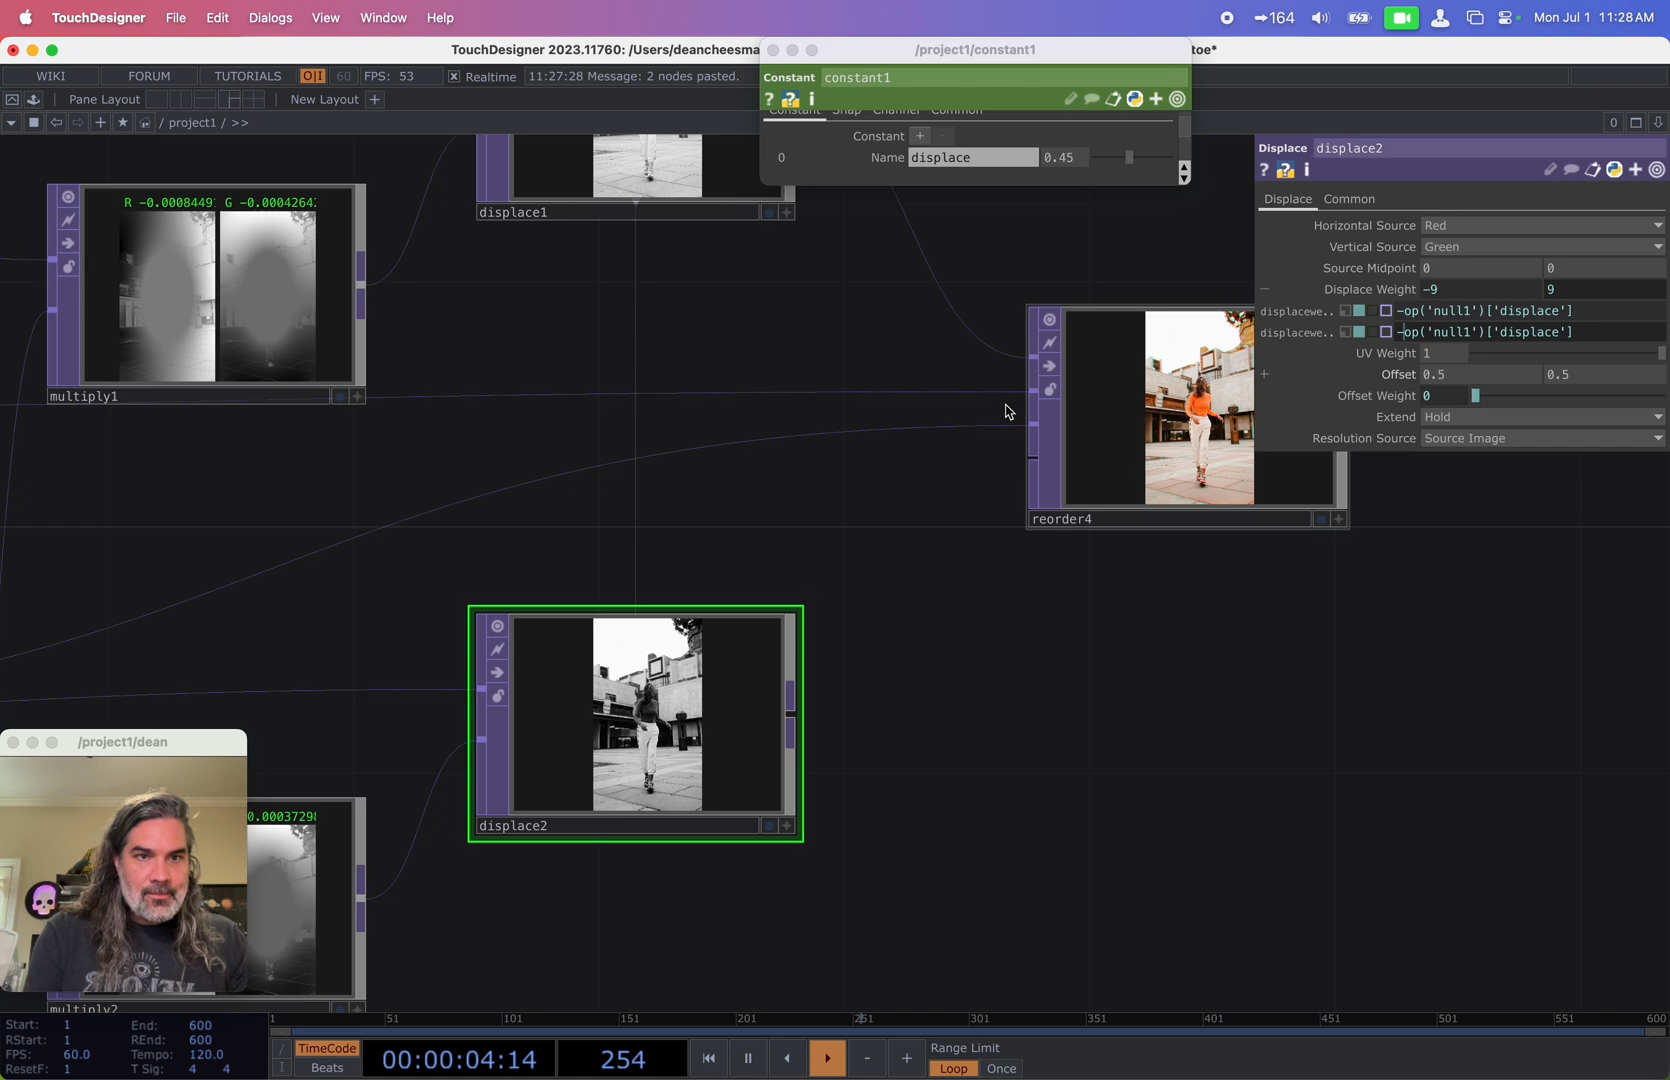 TouchDesigner File Edit Dialogs View Window Help
164 Mon Jul 1 11:28 AM
TouchDesigner 2023.11760: /Users/deancheesma
toe*
/project1/constant1
WIKI FORUM TUTORIALS O|I 60 FPS: 53 X Realtime 11:27:28 Message: 2 nodes pasted.
Pane Layout New Layout +
/ project1 / >>
0
Constant constant1
Constant Snap Channel Common
Constant + -
0 Name displace 0.45
Displace displace2
Displace Common
Horizontal Source Red
Vertical Source Green
Source Midpoint 0 0
Displace Weight -9 9
displacewe.. -op('null1')['displace']
displacewe.. -op('null1')['displace']
UV Weight 1
Offset 0.5 0.5
Offset Weight 0
Extend Hold
Resolution Source Source Image
displace1
multiply1
reorder4
displace2
/project1/dean
multiply2
Start: 1 End: 600
RStart: 1 REnd: 600
FPS: 60.0 Tempo: 120.0
ResetF: 1 T Sig: 4 4
TimeCode
Beats
00:00:04:14
254
1 51 101 151 201 251 301 351 401 451 501 551 600
Range Limit
Loop Once